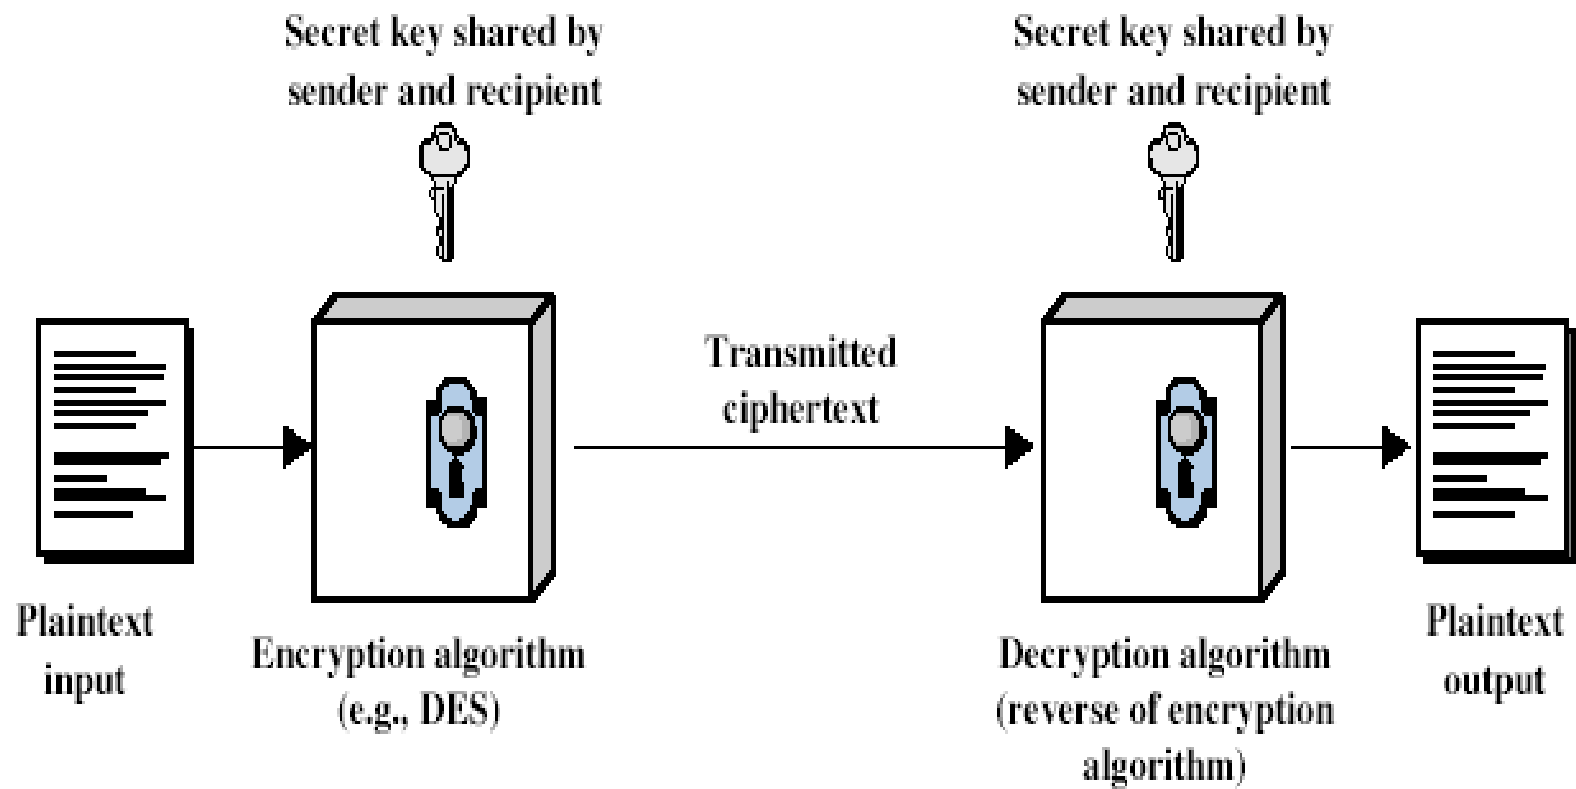 Secret key shared by
sender and recipient
Secret key shared by
sender and recipient
Transmitted
ciphertext
Plaintext
input
Encryption algorithm
(e.g., DES)
Decryption algorithm
(reverse of encryption
algorithm)
Plaintext
output